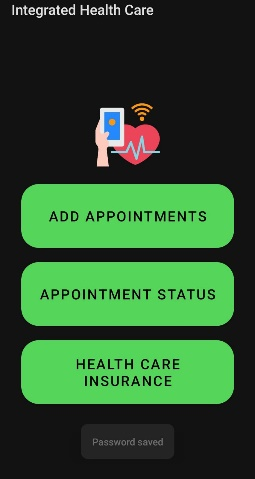 Integrated Health Care
ADD APPOINTMENTS
APPOINTMENT STATUS
HEALTH CARE
INSURANCE
Password saved